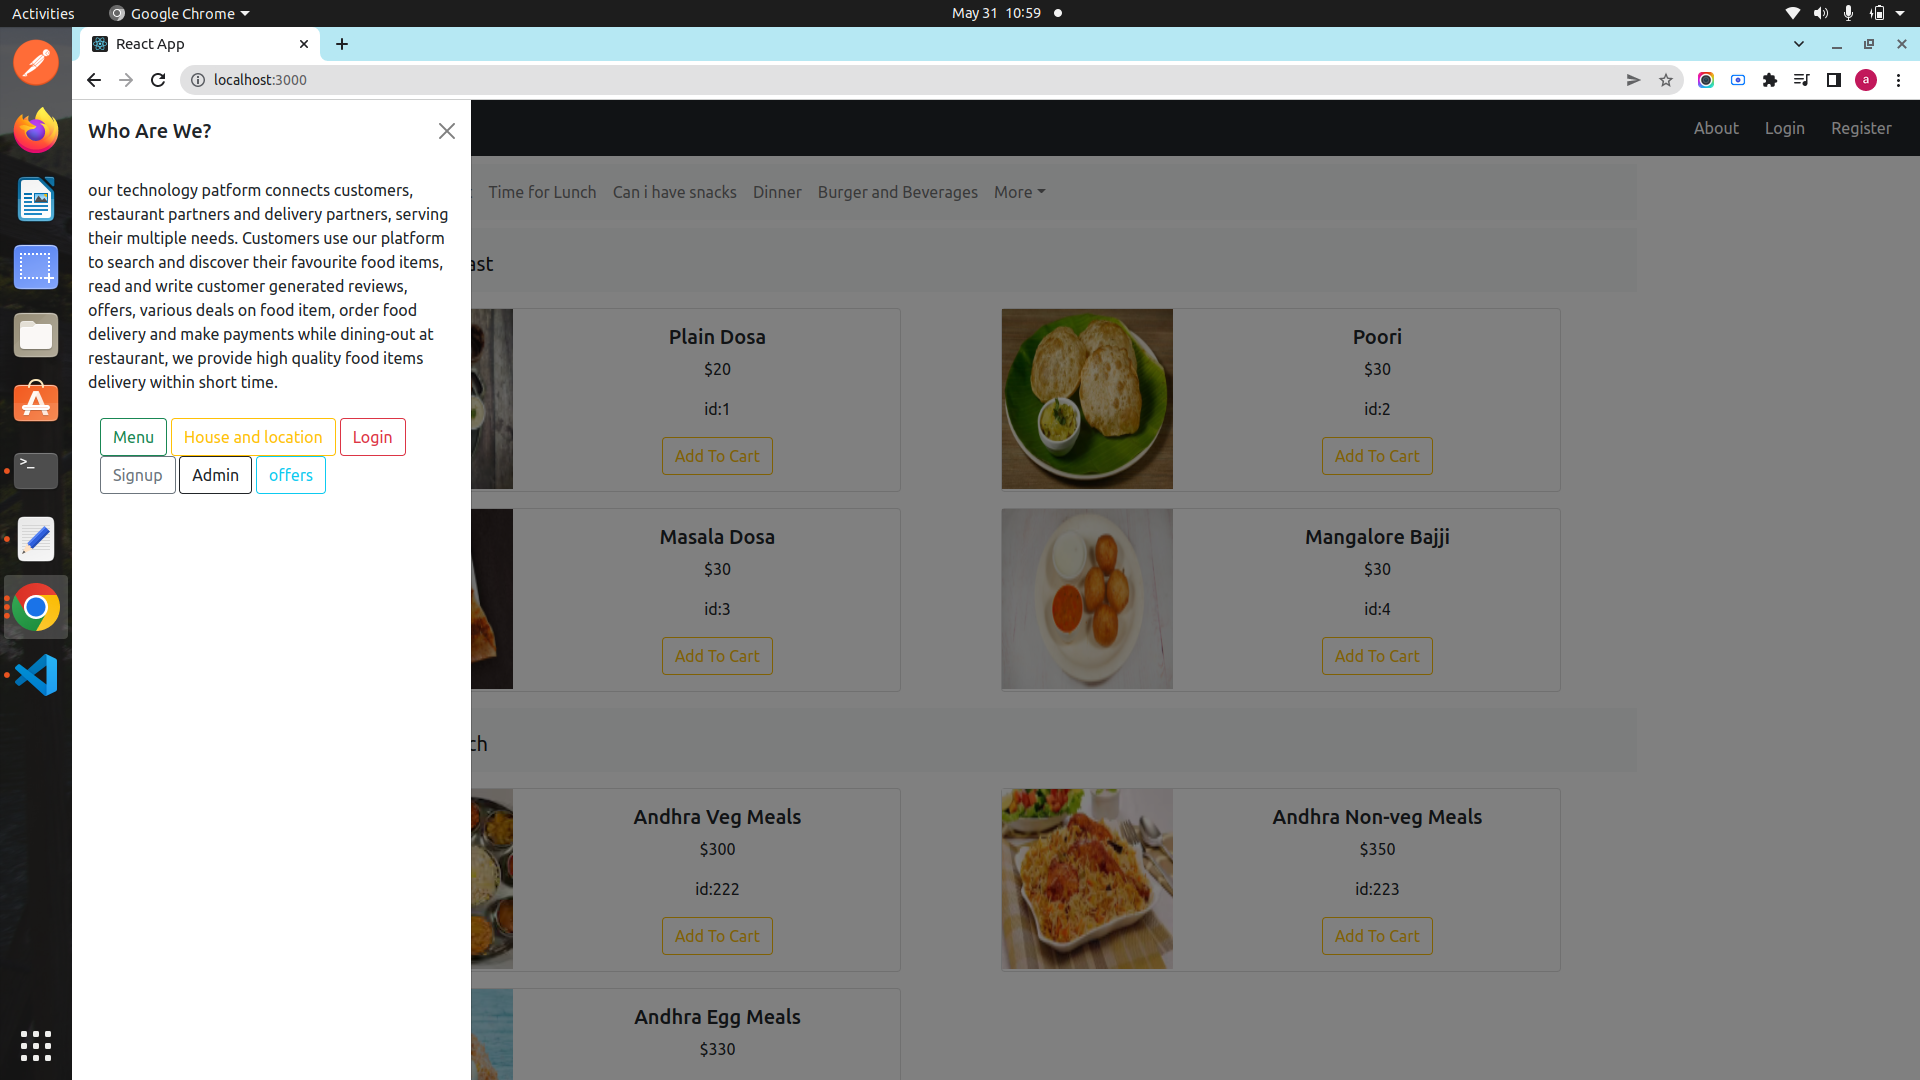 Activities
Google Chrome
May 31 10:59
React App
localhost:3000
a
Who Are We?
our technology patform connects customers,
restaurant partners and delivery partners, serving
their multiple needs. Customers use our platform
to search and discover their favourite food items,
read and write customer generated reviews,
offers, various deals on food item, order food
delivery and make payments while dining-out at
restaurant, we provide high quality food items
delivery within short time.
Menu House and location Login
Signup Admin offers
About Login Register
Time for Lunch Can i have snacks Dinner Burger and Beverages More
ast
Plain Dosa
$20
id:1
Add To Cart
Poori
$30
id:2
Add To Cart
Masala Dosa
$30
id:3
Add To Cart
Mangalore Bajji
$30
id:4
Add To Cart
ch
Andhra Veg Meals
$300
id:222
Add To Cart
Andhra Non-veg Meals
$350
id:223
Add To Cart
Andhra Egg Meals
$330